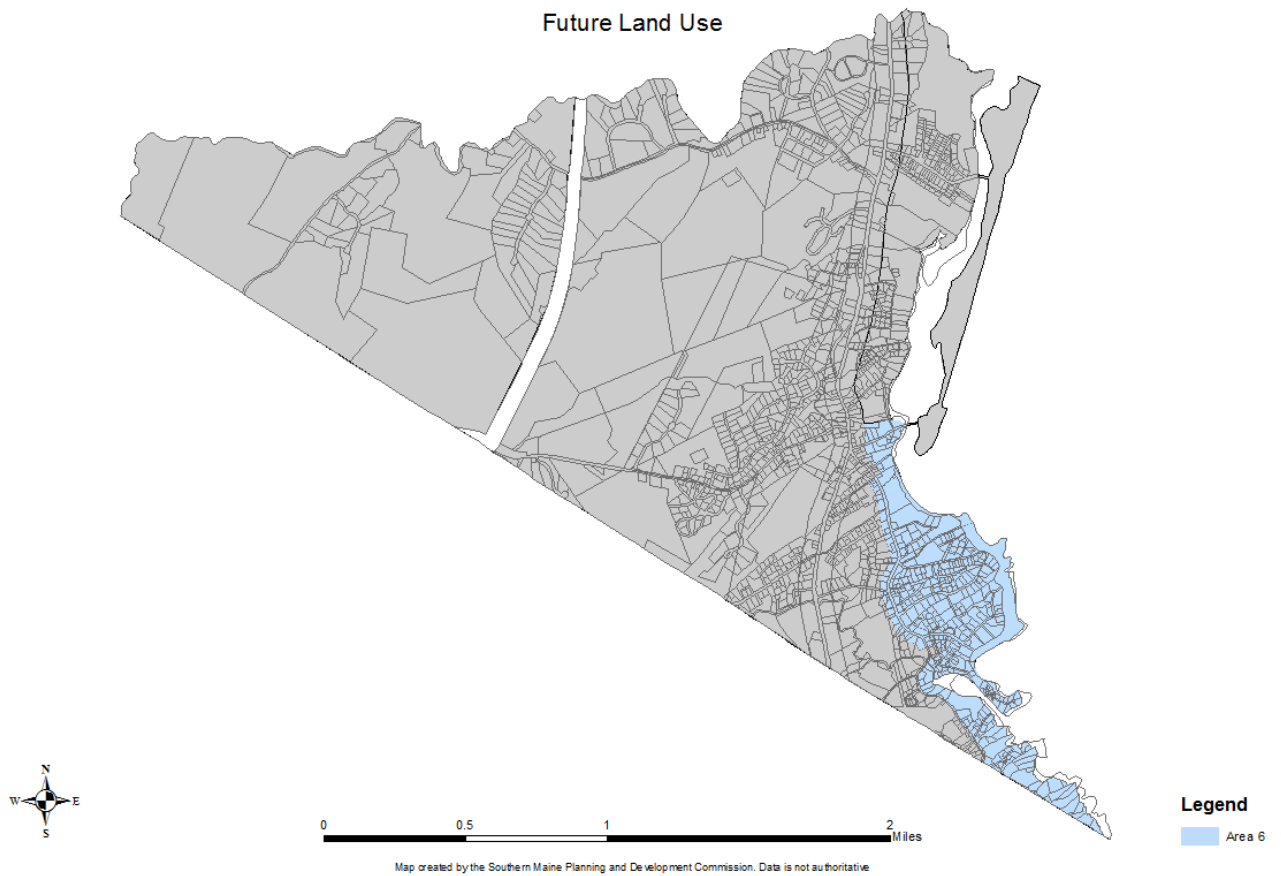 Future Land Use
N
W E
S
0 0.5 1 2
Miles
Map created by the Southern Maine Planning and Development Commission. Data is not authoritative
Legend
Area 6